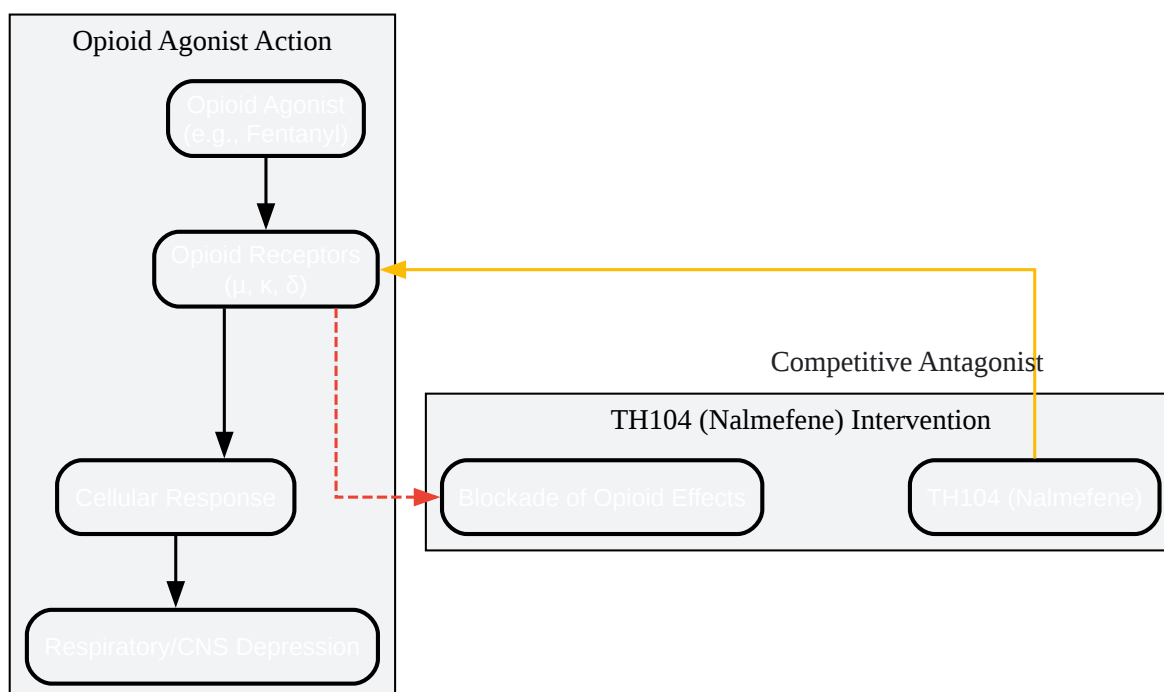 Opioid Agonist Action
Opioid Agonist
(e.g., Fentanyl)
Opioid Receptors
(μ, κ, δ)
Competitive Antagonist
TH104 (Nalmefene) Intervention
Cellular Response
Blockade of Opioid Effects
TH104 (Nalmefene)
Respiratory/CNS Depression